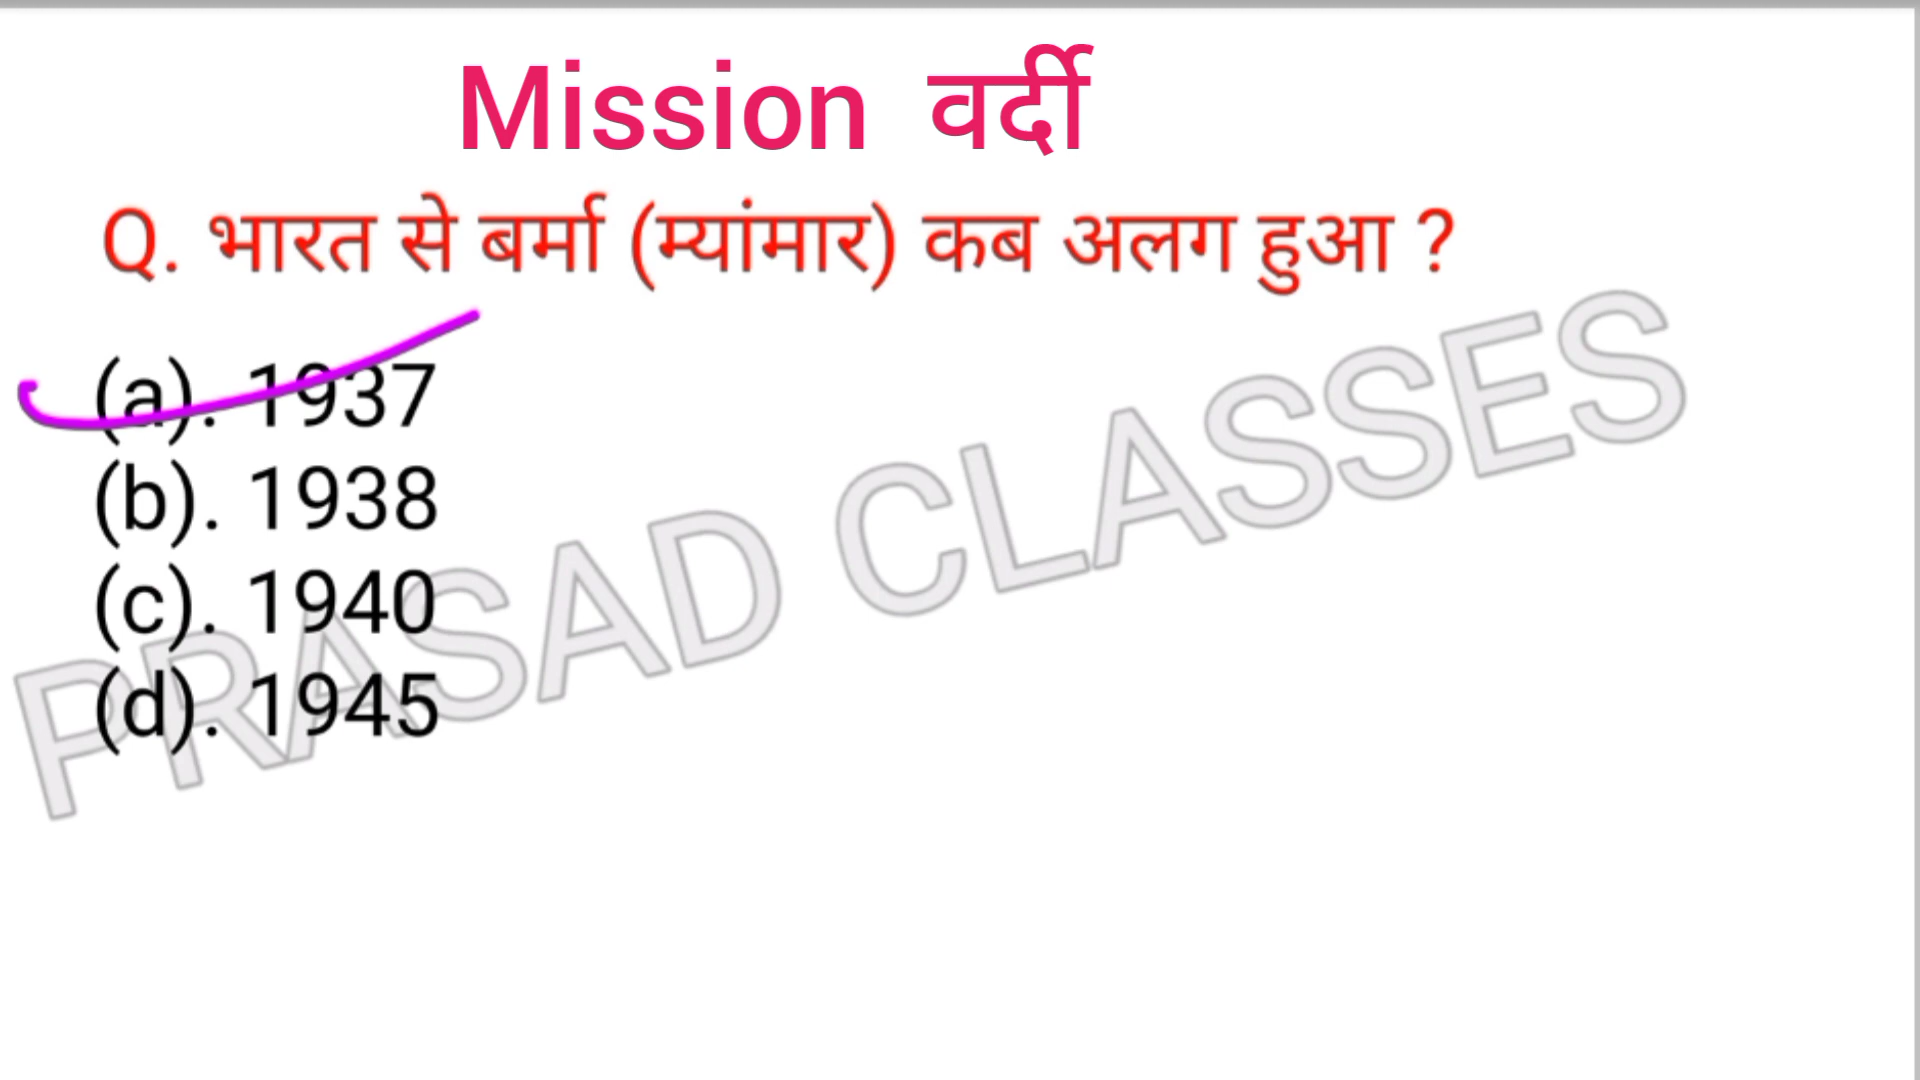 Mission वर्दी
Q. भारत से बर्मा (म्यांमार) कब अलग हुआ ?
(a). 1937
(b). 1938
(c). 1940
(d). 1945
PRASAD CLASSES